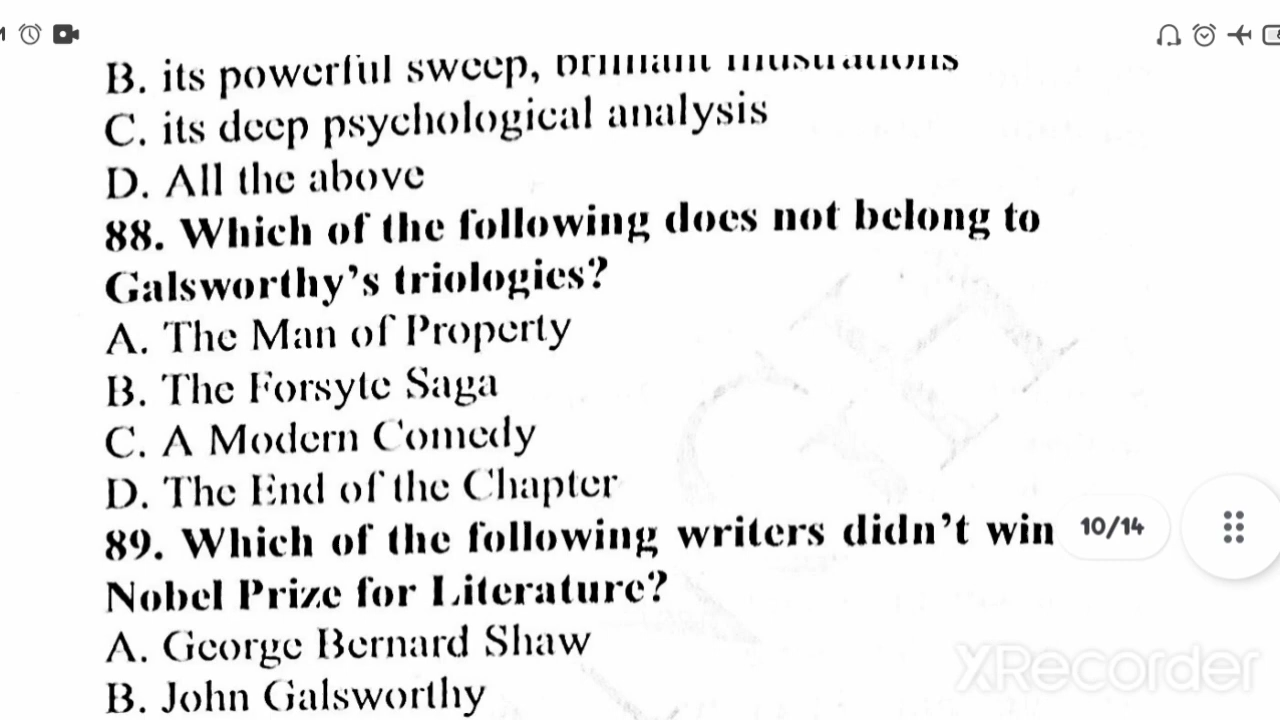 B. its powerful sweep, brilliant illustrations
C. its deep psychological analysis
D. All the above
88. Which of the following does not belong to
Galsworthy's triologies?
A. The Man of Property
B. The Forsyte Saga
C. A Modern Comedy
D. The End of the Chapter
89. Which of the following writers didn't win
10/14
Nobel Prize for Literature?
A. George Bernard Shaw
XRecorder
B. John Galsworthy